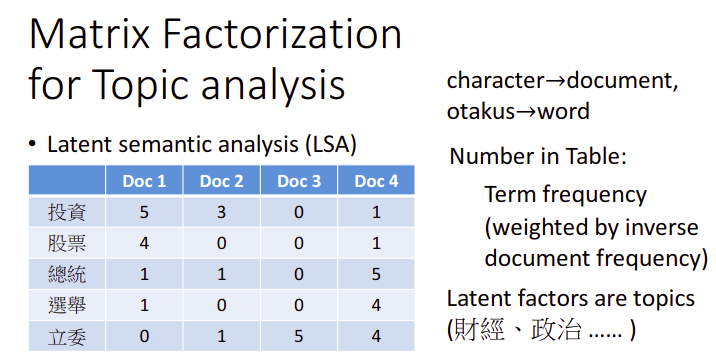 Matrix Factorization
for Topic analysis
• Latent semantic analysis (LSA)
Doc 1 Doc 2 Doc 3 Doc 4
投資 5 3 0 1
股票 4 0 0 1
總統 1 1 0 5
選舉 1 0 0 4
立委 0 1 5 4
character→document,
otakus→word
Number in Table:
Term frequency
(weighted by inverse
document frequency)
Latent factors are topics
(財經、政治 …… )